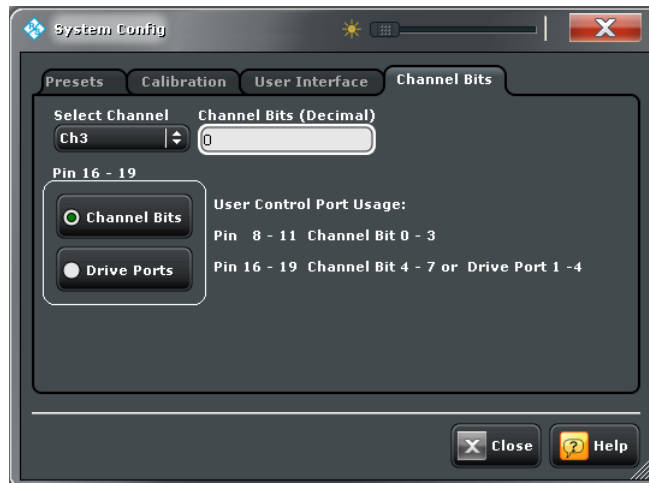 System Config
Presets Calibration User Interface Channel Bits
Select Channel Channel Bits (Decimal)
Ch3 0
Pin 16 - 19
Channel Bits
Drive Ports
User Control Port Usage:
Pin 8 - 11 Channel Bit 0 - 3
Pin 16 - 19 Channel Bit 4 - 7 or Drive Port 1 -4
X Close ? Help